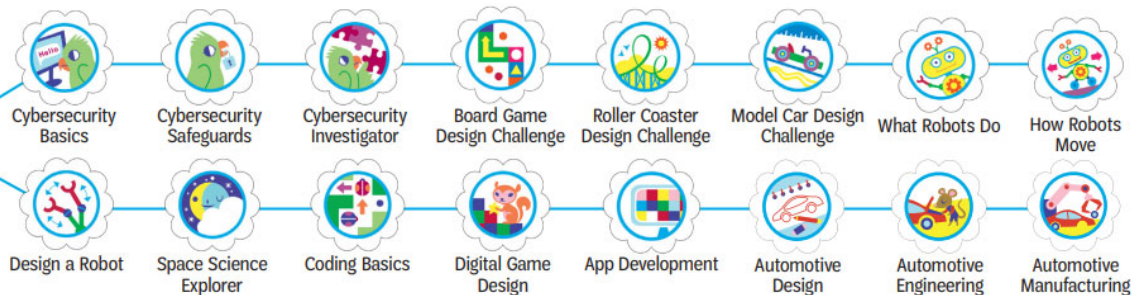 Hello
Cybersecurity
Basics
Cybersecurity
Safeguards
Cybersecurity
Investigator
Board Game
Design Challenge
Roller Coaster
Design Challenge
Model Car Design
Challenge
What Robots Do
How Robots
Move
Design a Robot
Space Science
Explorer
Coding Basics
Digital Game
Design
App Development
Automotive
Design
Automotive
Engineering
Automotive
Manufacturing